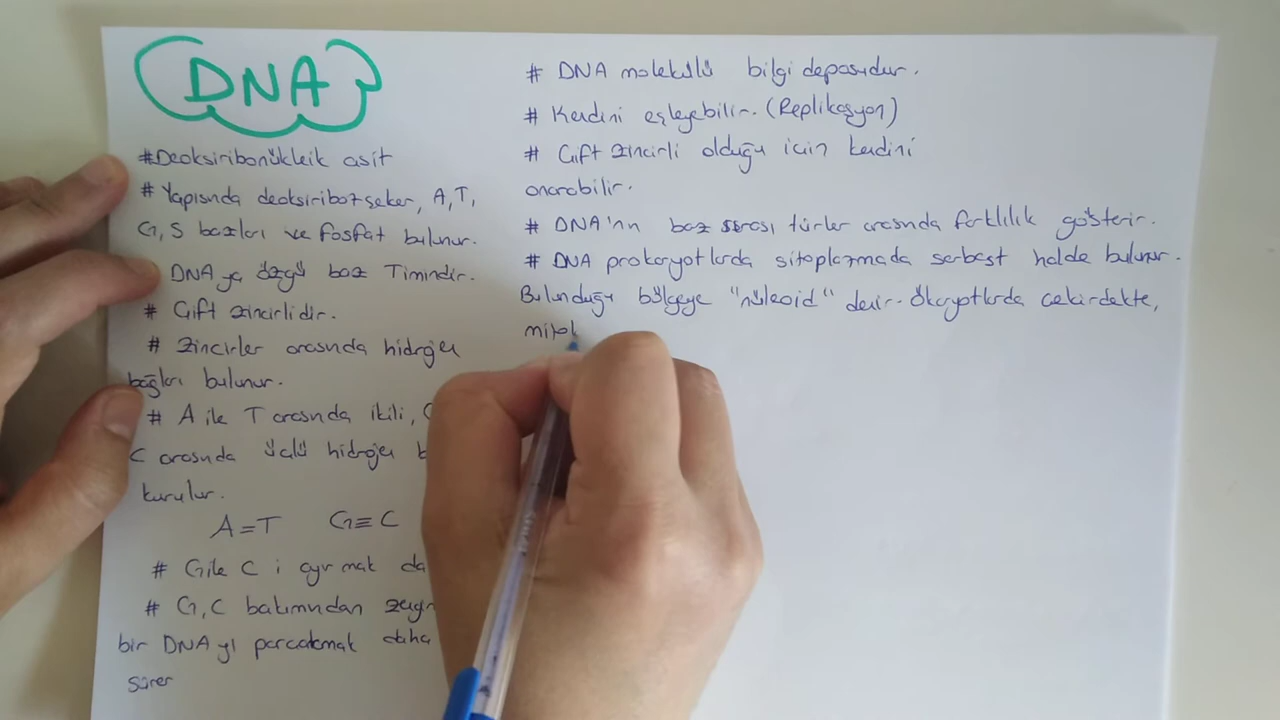 DNA
#Deoksiribonükleik asit
# Yapısında deoksiriboz şeker, A, T,
G, S bazları ve fosfat bulunur.
DNA ya özgü baz Timindir.
# Çift zincirlidir.
# Zincirler arasında hidrojen
bağları bulunur.
# A ile T arasında ikili,
C arasında üçlü hidrojen
kurulur.
A=T G≡C
# G ile C i ayırmak
# G, C bakımından
bir DNA yı parçalamak daha
sürer
# DNA molekülü bilgi deposudur.
# Kendini eşleyebilir. (Replikasyon)
# Çift zincirli olduğu için kendini
onarabilir.
# DNA'nın baz sırası türler arasında farklılık gösterir.
# DNA prokaryotlarda sitoplazmada serbest halde bulunur.
Bulunduğu bölgeye "nükleoid" denir. Ökaryotlarda çekirdekte,